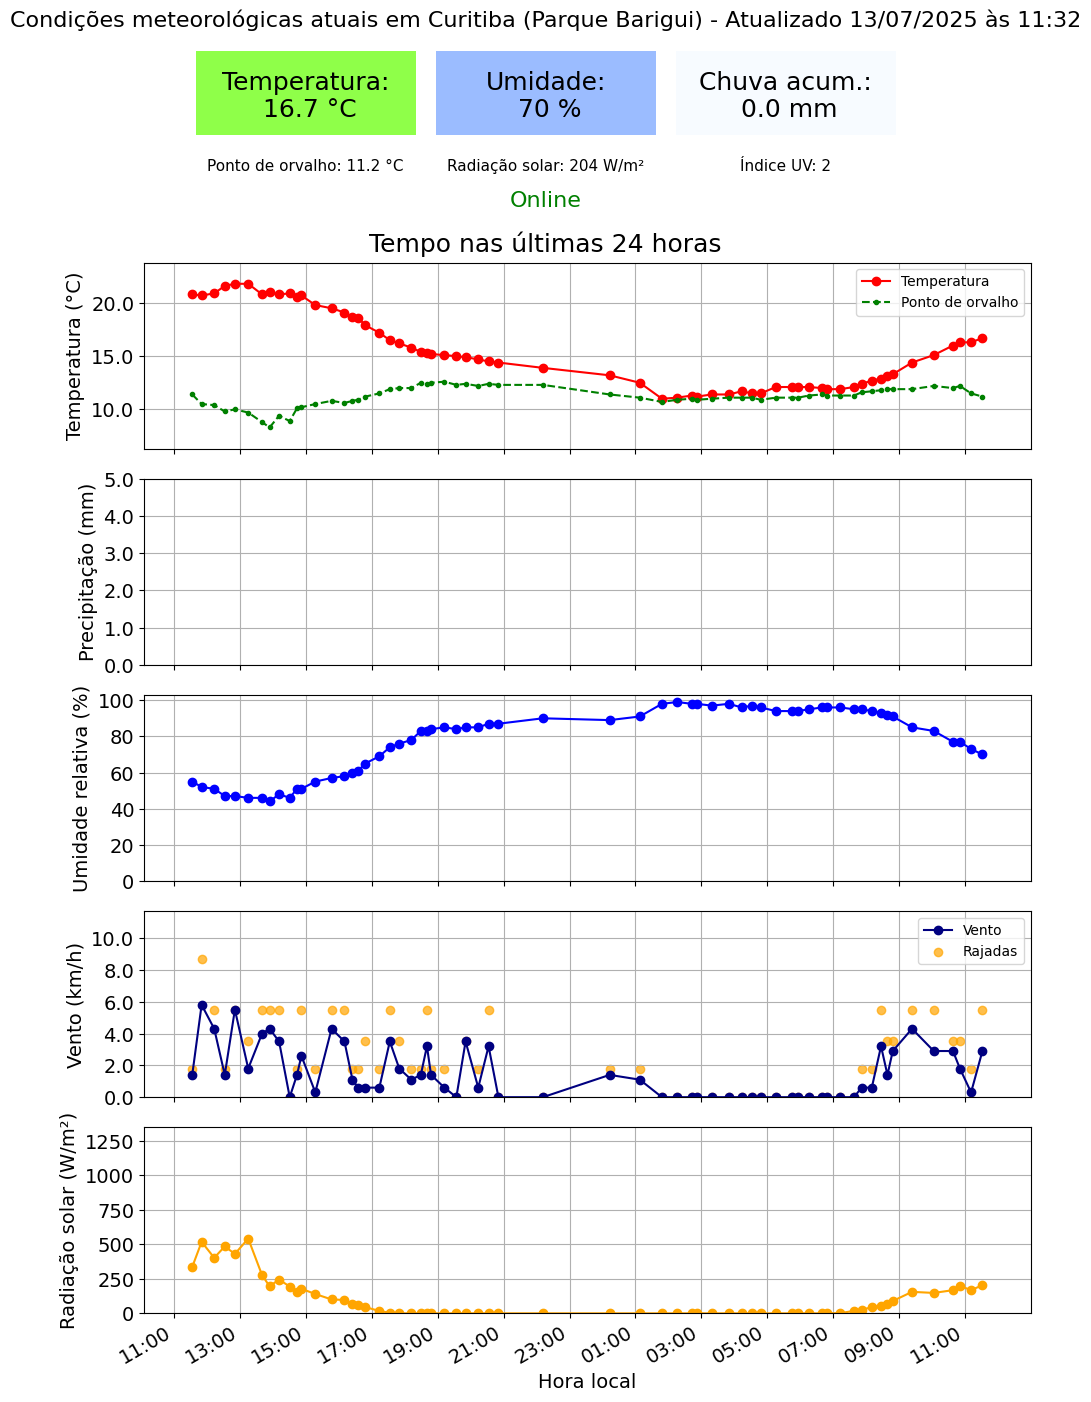 Condições meteorológicas atuais em Curitiba (Parque Barigui) - Atualizado 13/07/2025 às 11:32
Temperatura:
16.7 °C
Umidade:
70 %
Chuva acum.:
0.0 mm
Ponto de orvalho: 11.2 °C
Radiação solar: 204 W/m²
Índice UV: 2
Online
Tempo nas últimas 24 horas
Temperatura (°C)
20.0
15.0
10.0
Temperatura
Ponto de orvalho
Precipitação (mm)
5.0
4.0
3.0
2.0
1.0
0.0
Umidade relativa (%)
100
80
60
40
20
0
Vento (km/h)
10.0
8.0
6.0
4.0
2.0
0.0
Vento
Rajadas
Radiação solar (W/m²)
1250
1000
750
500
250
0
11:00
13:00
15:00
17:00
19:00
21:00
23:00
01:00
03:00
05:00
07:00
09:00
11:00
Hora local